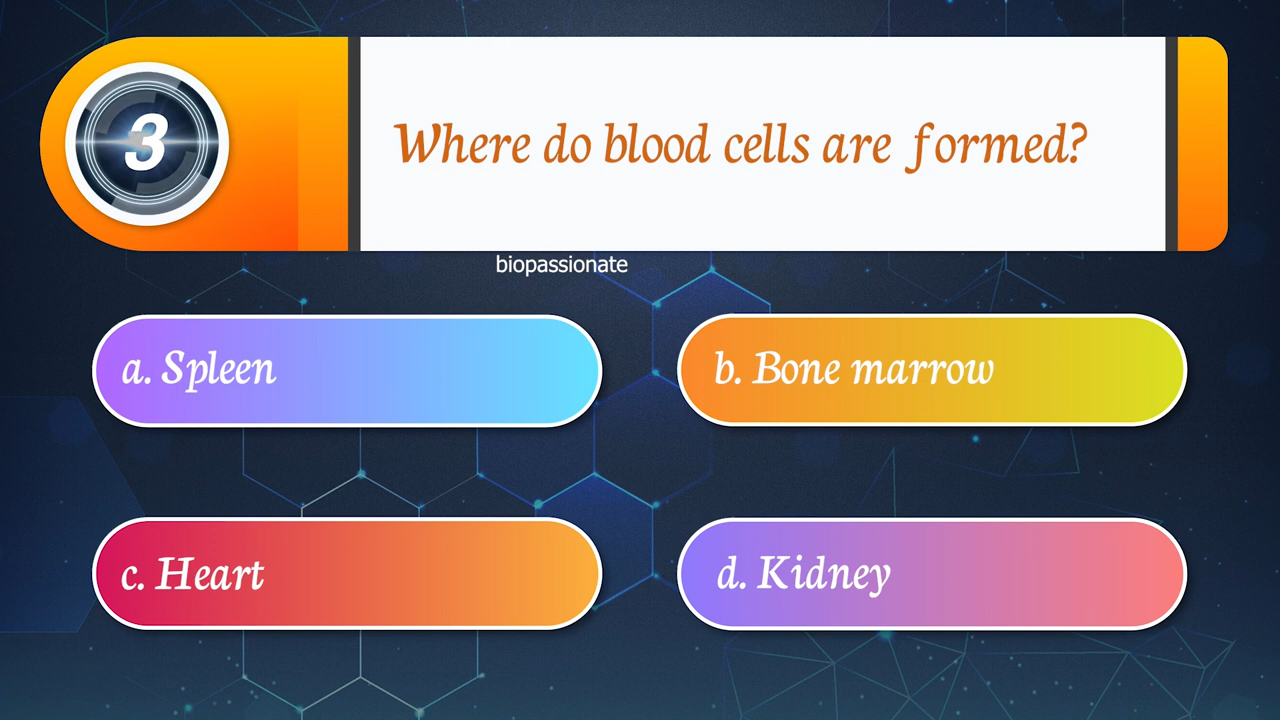 3
Where do blood cells are formed?
biopassionate
a. Spleen
b. Bone marrow
c. Heart
d. Kidney